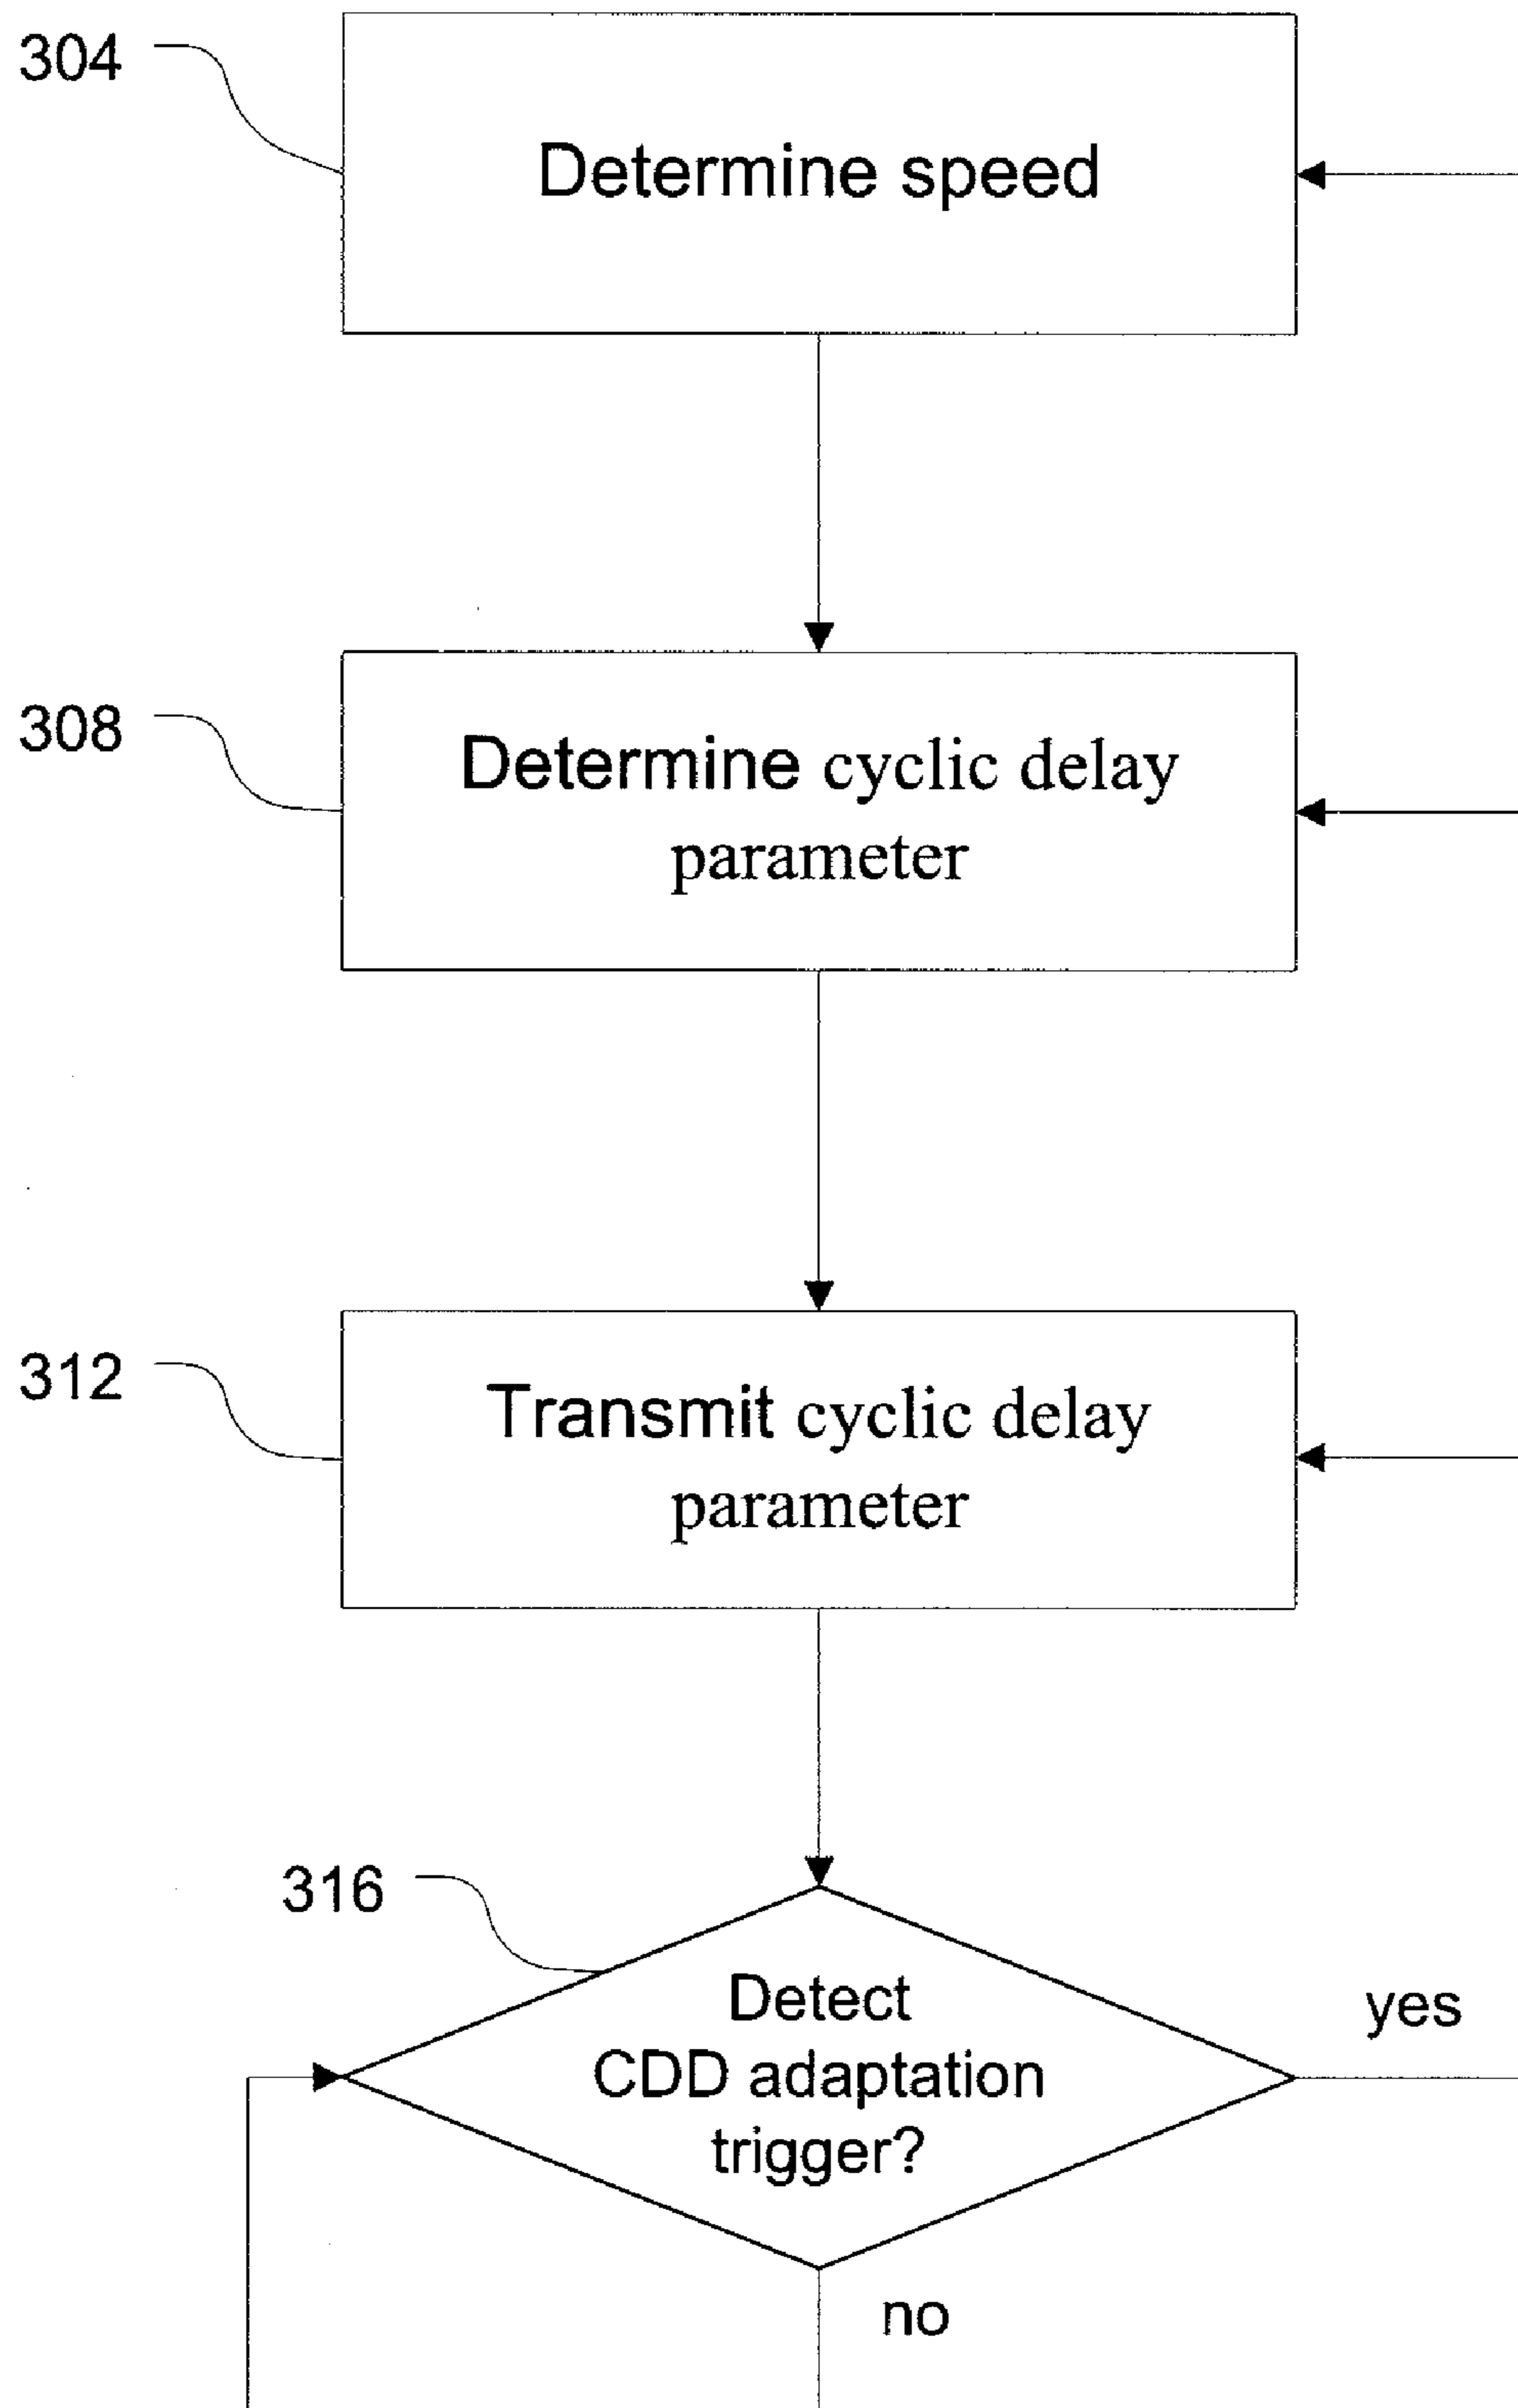 304
Determine speed
308
Determine cyclic delay
parameter
312
Transmit cyclic delay
parameter
316
Detect
CDD adaptation
trigger?
yes
no